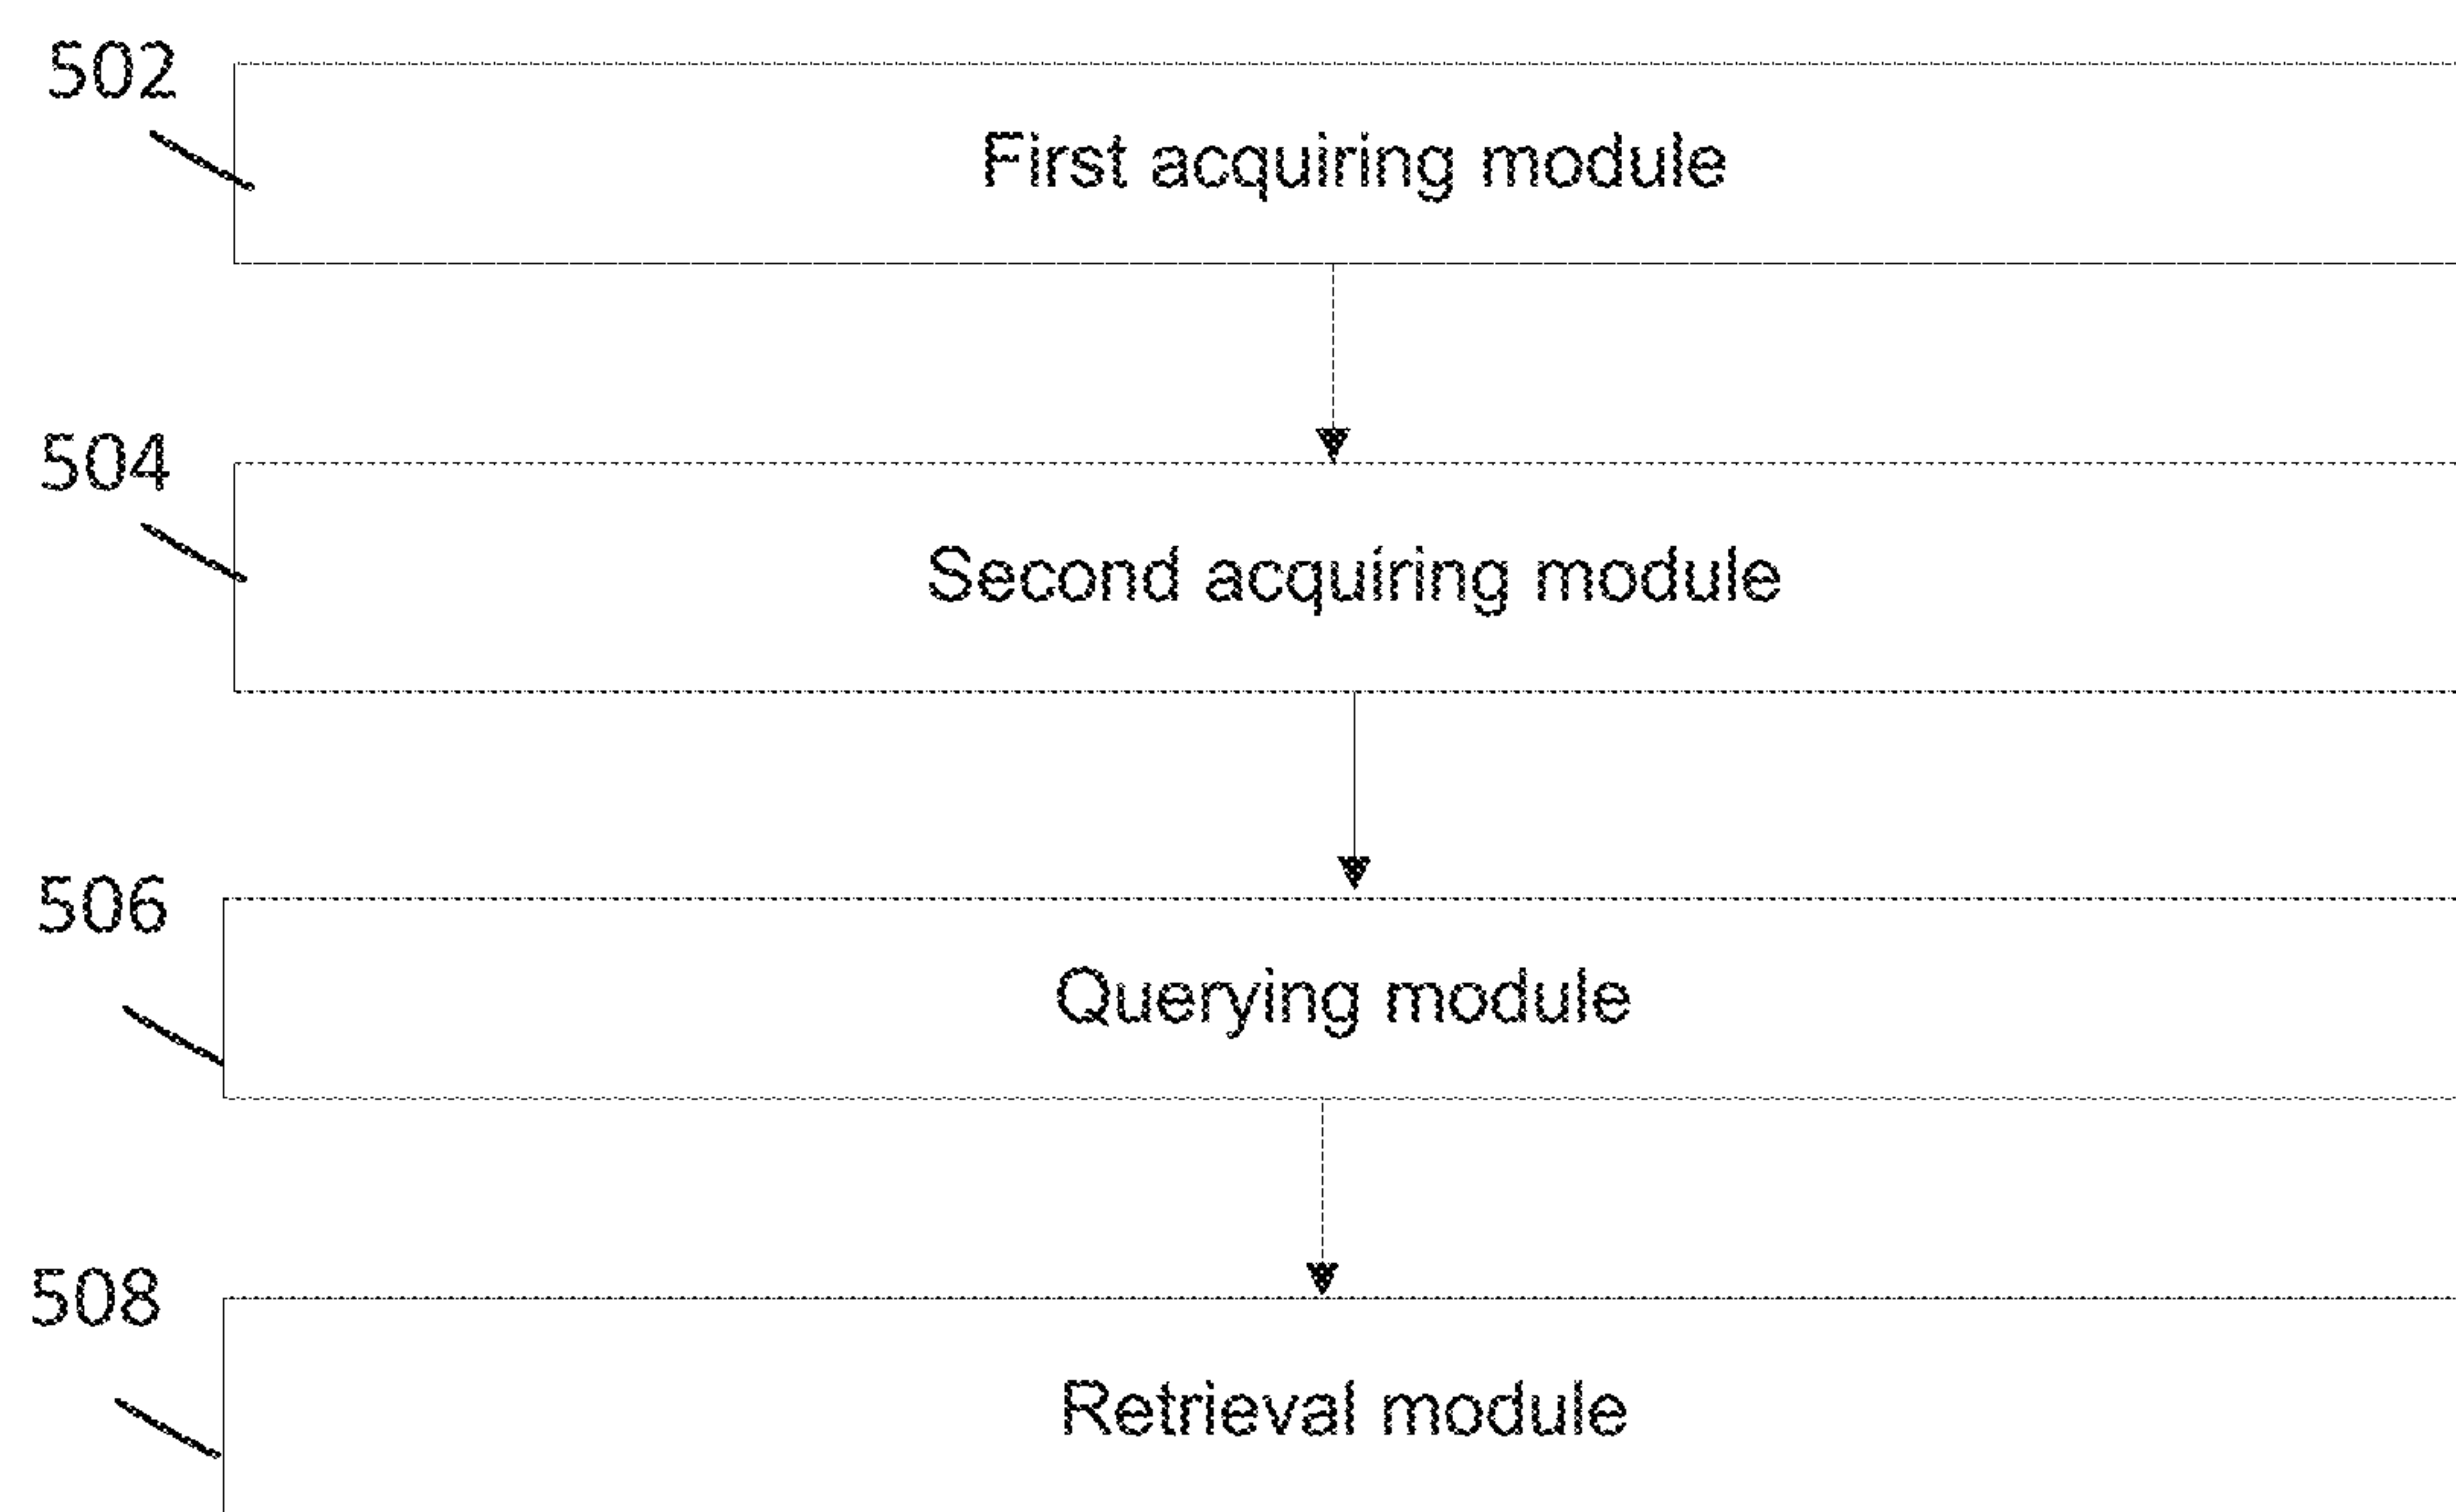 502
First acquiring module
504
Second acquiring module
506
Querying module
508
Retrieval module